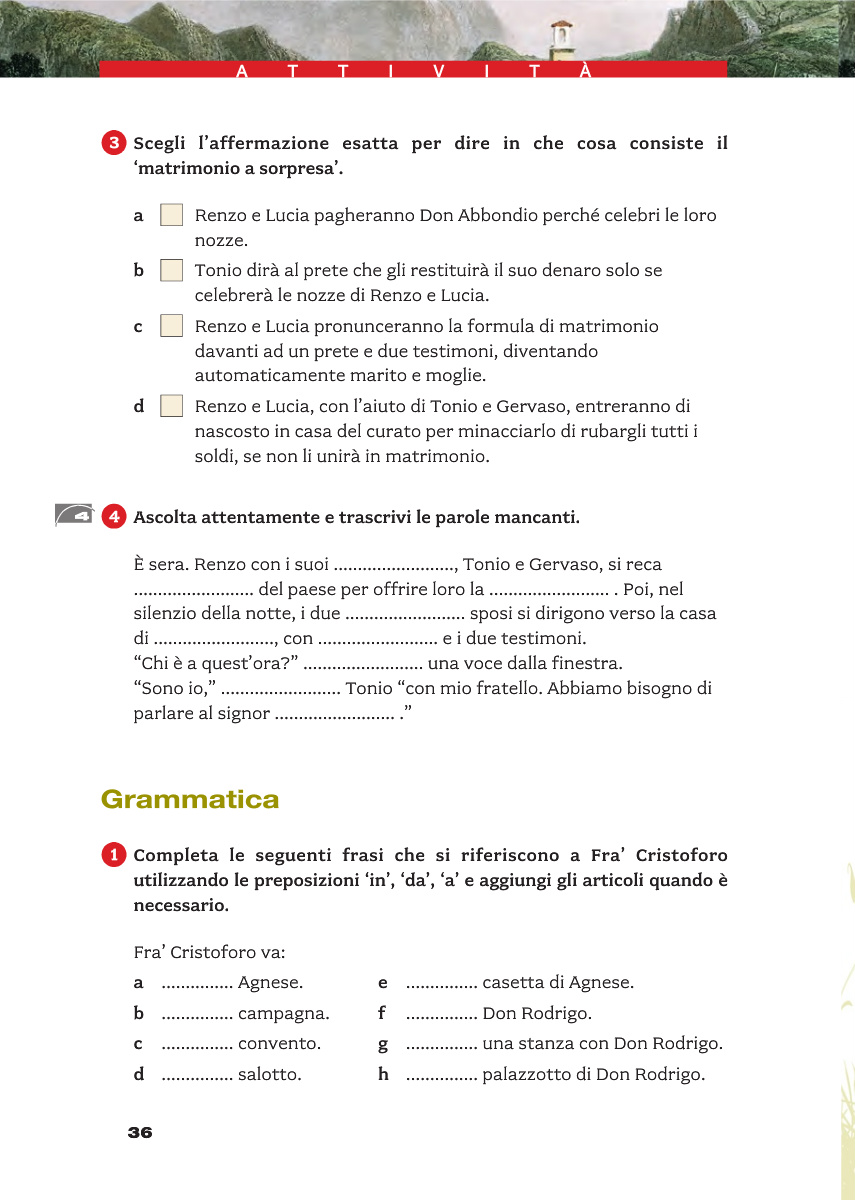 ATTIVITÀ
3 Scegli l’affermazione esatta per dire in che cosa consiste il
‘matrimonio a sorpresa’.
a Renzo e Lucia pagheranno Don Abbondio perché celebri le loro
nozze.
b Tonio dirà al prete che gli restituirà il suo denaro solo se
celebrerà le nozze di Renzo e Lucia.
c Renzo e Lucia pronunceranno la formula di matrimonio
davanti ad un prete e due testimoni, diventando
automaticamente marito e moglie.
d Renzo e Lucia, con l’aiuto di Tonio e Gervaso, entreranno di
nascosto in casa del curato per minacciarlo di rubargli tutti i
soldi, se non li unirà in matrimonio.
4 4 Ascolta attentamente e trascrivi le parole mancanti.
È sera. Renzo con i suoi ........................., Tonio e Gervaso, si reca
......................... del paese per offrire loro la ......................... . Poi, nel
silenzio della notte, i due ......................... sposi si dirigono verso la casa
di ........................., con ......................... e i due testimoni.
“Chi è a quest’ora?” ......................... una voce dalla finestra.
“Sono io,” ......................... Tonio “con mio fratello. Abbiamo bisogno di
parlare al signor ......................... .”
Grammatica
1 Completa le seguenti frasi che si riferiscono a Fra’ Cristoforo
utilizzando le preposizioni ‘in’, ‘da’, ‘a’ e aggiungi gli articoli quando è
necessario.
Fra’ Cristoforo va:
a ............... Agnese.
b ............... campagna.
c ............... convento.
d ............... salotto.
e ............... casetta di Agnese.
f ............... Don Rodrigo.
g ............... una stanza con Don Rodrigo.
h ............... palazzotto di Don Rodrigo.
36